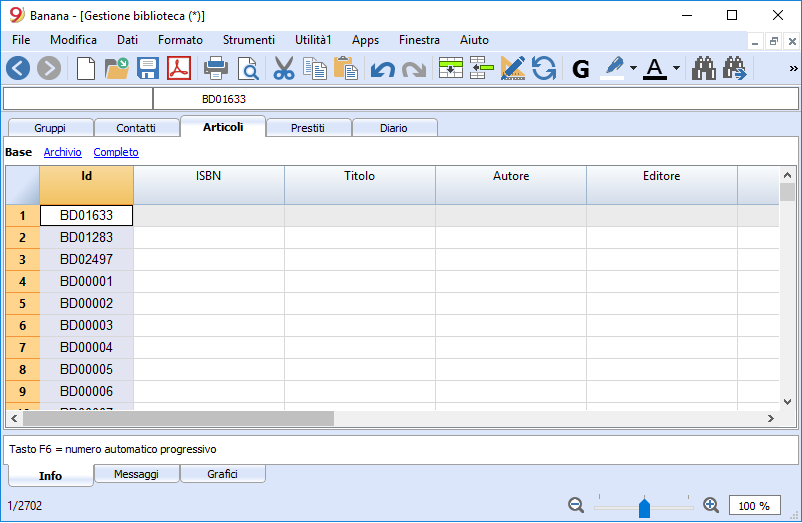 Banana - [Gestione biblioteca (*)]
File Modifica Dati Formato Strumenti Utilità1 Apps Finestra Aiuto
G A »
BD01633
Gruppi Contatti Articoli Prestiti Diario
Base Archivio Completo
Id ISBN Titolo Autore Editore
1 BD01633
2 BD01283
3 BD02497
4 BD00001
5 BD00002
6 BD00003
7 BD00004
8 BD00005
9 BD00006
Tasto F6 = numero automatico progressivo
Info Messaggi Grafici
1/2702 100 %